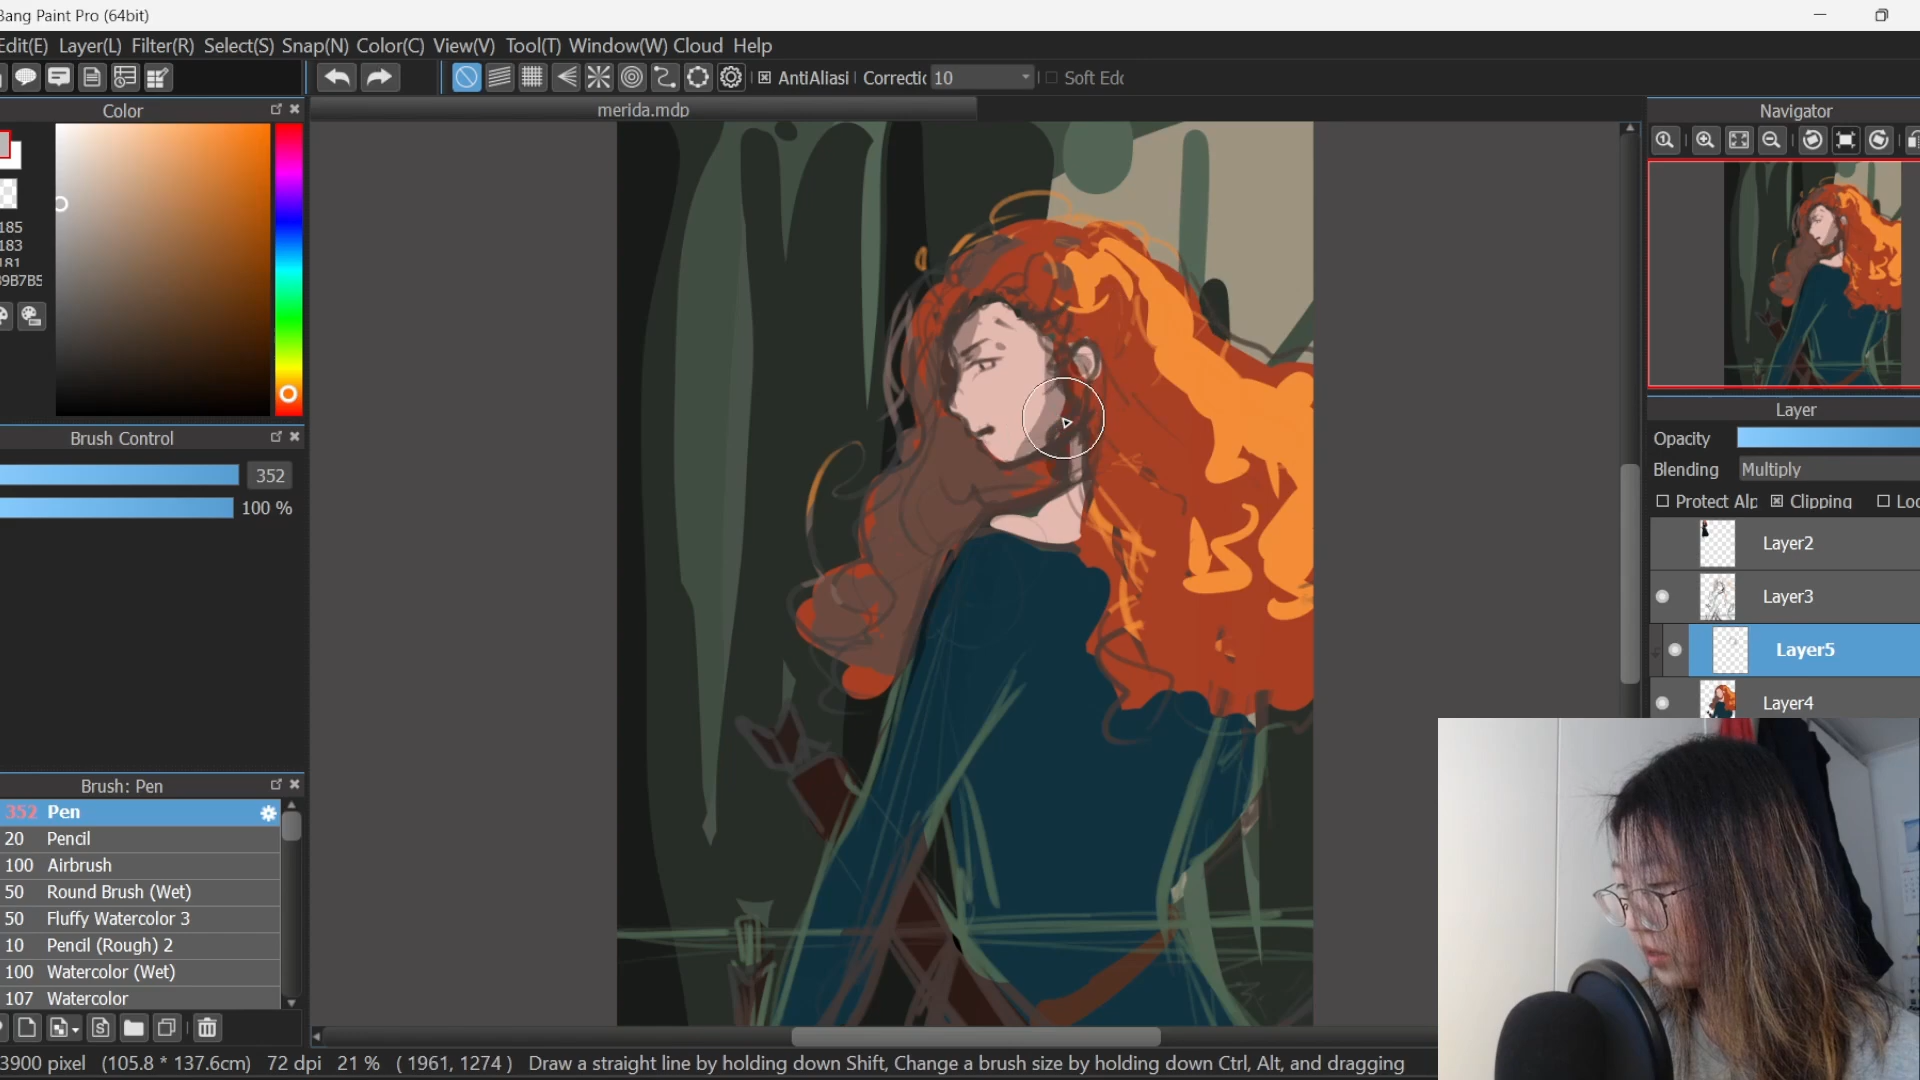 Bang Paint Pro (64bit)
Edit(E) Layer(L) Filter(R) Select(S) Snap(N) Color(C) View(V) Tool(T) Window(W) Cloud Help
AntiAliasi Correctic 10 Soft Edc
Color
merida.mdp
Navigator
185
183
181
9B7B5
Layer
Opacity
Blending Multiply
Protect Alp Clipping Loc
Layer2
Layer3
Layer5
Layer4
Brush Control
352
100 %
Brush: Pen
352 Pen
20 Pencil
100 Airbrush
50 Round Brush (Wet)
50 Fluffy Watercolor 3
10 Pencil (Rough) 2
100 Watercolor (Wet)
107 Watercolor
3900 pixel (105.8 * 137.6cm) 72 dpi 21 % ( 1961, 1274 ) Draw a straight line by holding down Shift, Change a brush size by holding down Ctrl, Alt, and dragging